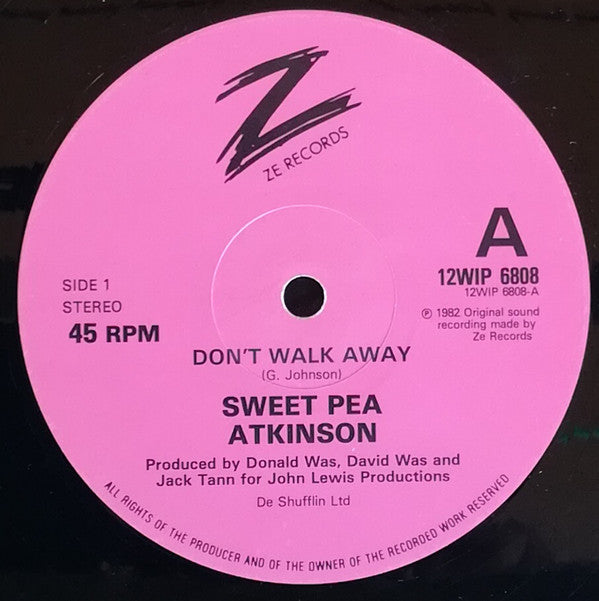 Z
ZE RECORDS
A
12WIP 6808
12WIP 6808-A
SIDE 1
STEREO
45 RPM
℗ 1982 Original sound
recording made by
Ze Records
DON'T WALK AWAY
(G. Johnson)
SWEET PEA
ATKINSON
Produced by Donald Was, David Was and
Jack Tann for John Lewis Productions
De Shufflin Ltd
ALL RIGHTS OF THE PRODUCER AND OF THE OWNER OF THE RECORDED WORK RESERVED